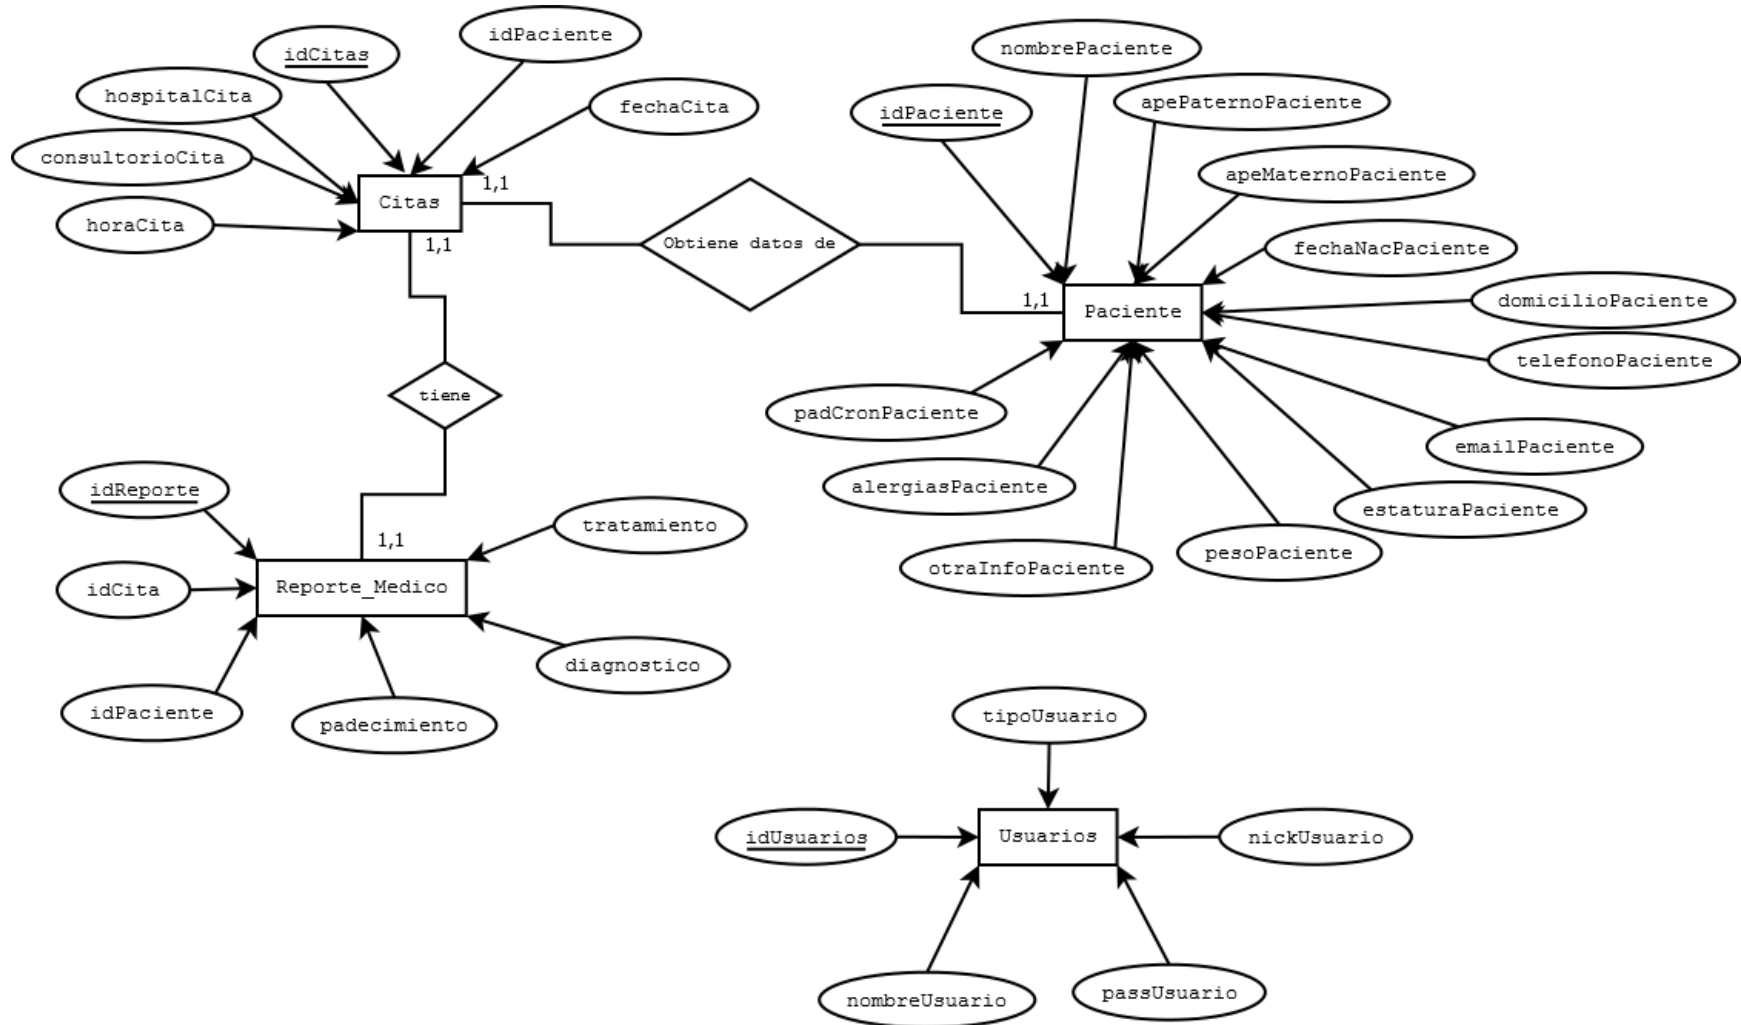 idPaciente
idCitas
nombrePaciente
hospitalCita
fechaCita
apePaternoPaciente
idPaciente
consultorioCita
apeMaternoPaciente
1,1
Citas
horaCita
1,1
Obtiene datos de
fechaNacPaciente
1,1
Paciente
domicilioPaciente
telefonoPaciente
tiene
padCronPaciente
emailPaciente
alergiasPaciente
idReporte
estaturaPaciente
tratamiento
1,1
pesoPaciente
otraInfoPaciente
idCita
Reporte_Medico
diagnostico
idPaciente
padecimiento
tipoUsuario
idUsuarios
Usuarios
nickUsuario
nombreUsuario
passUsuario